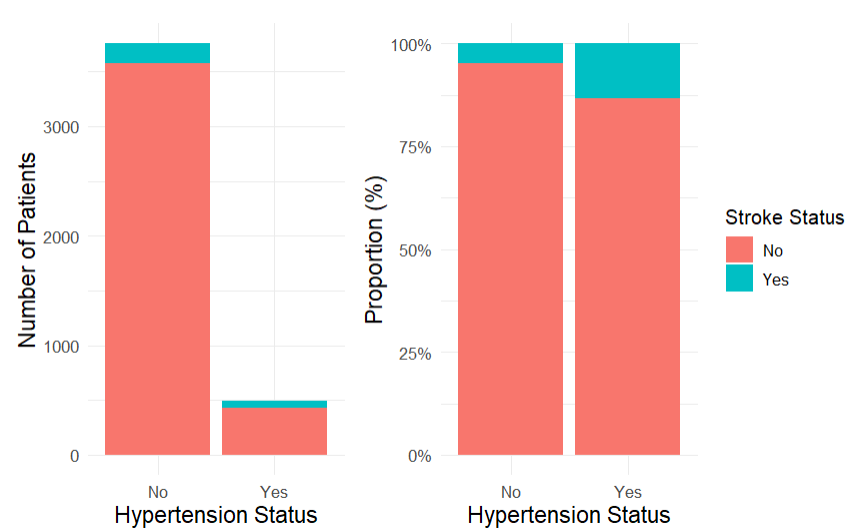 Number of Patients
3000
2000
1000
0
No
Yes
Hypertension Status
Proportion (%)
100%
75%
50%
25%
0%
No
Yes
Hypertension Status
Stroke Status
No
Yes